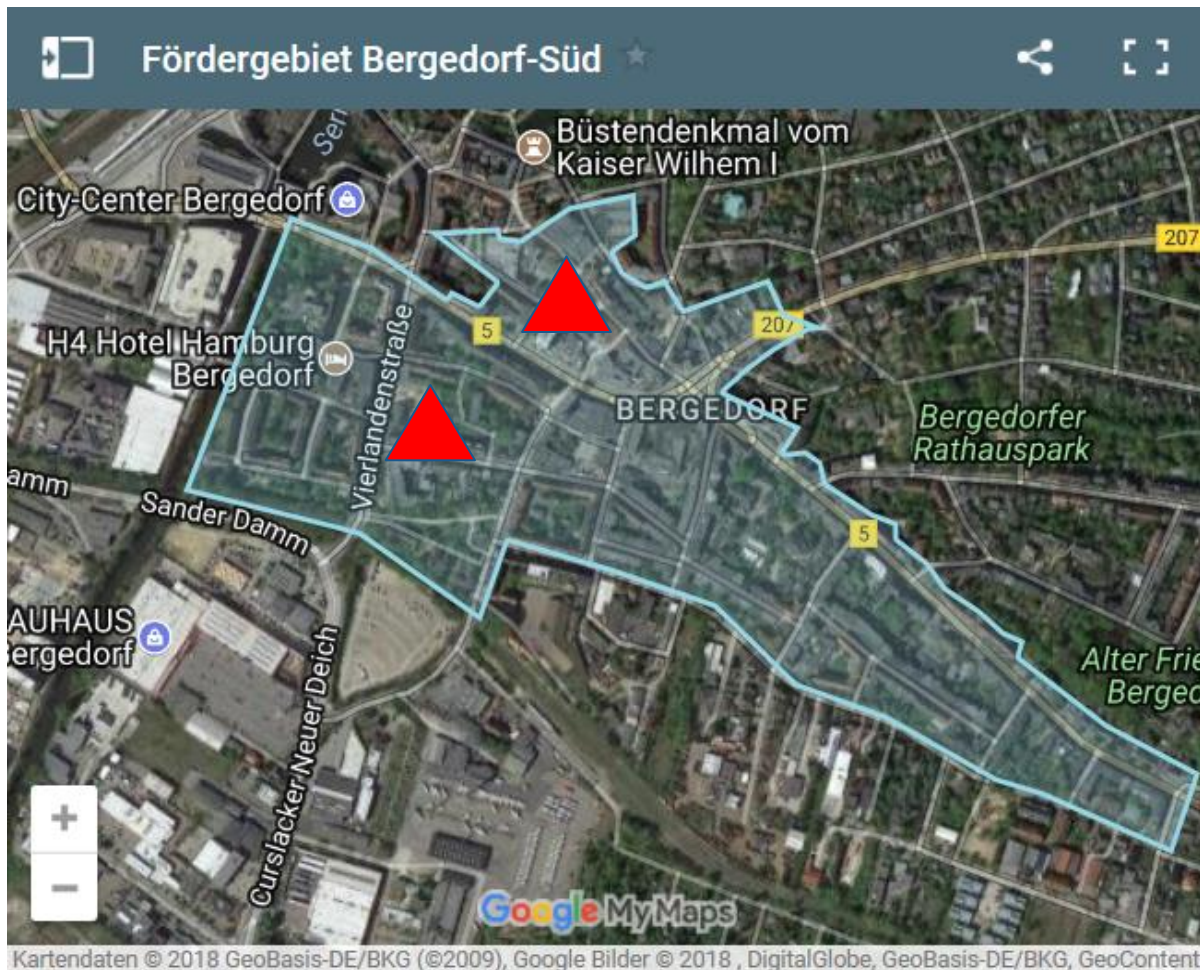 Fördergebiet Bergedorf-Süd
Büstendenkmal vom
Kaiser Wilhem I
City-Center Bergedorf
207
H4 Hotel Hamburg
Bergedorf
5
207
Vierlandenstraße
BERGEDORF
Bergedorfer
Rathauspark
amm
Sander Damm
5
AUHAUS
Bergedorf
Curslacker Neuer Deich
Alter Frie
Berged
+
−
Google MyMaps
Kartendaten © 2018 GeoBasis-DE/BKG (©2009), Google Bilder © 2018 , DigitalGlobe, GeoBasis-DE/BKG, GeoContent